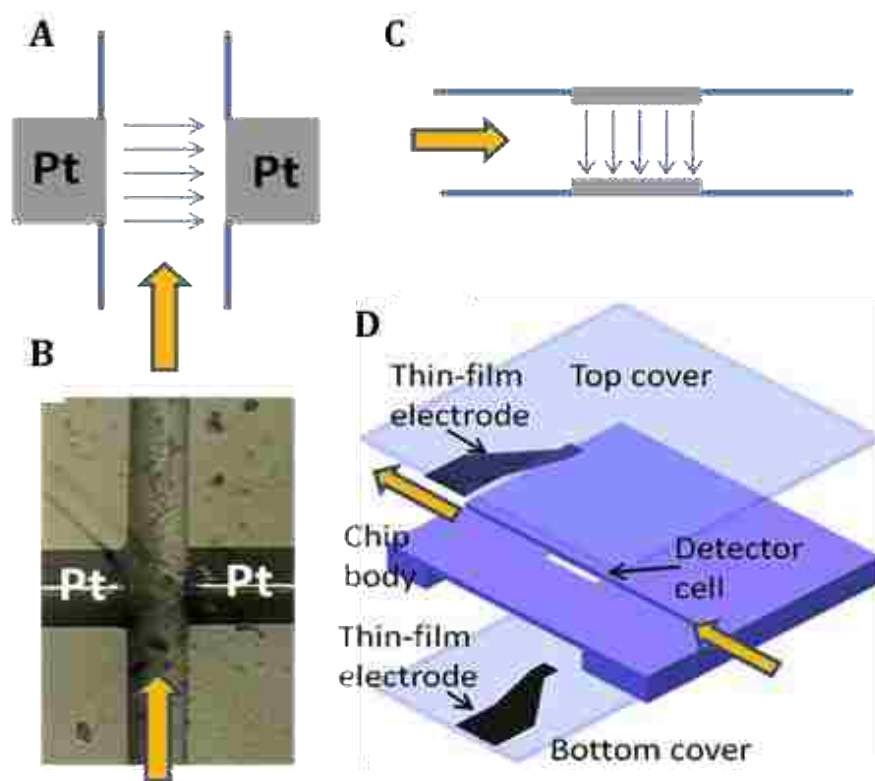 A
Pt
Pt
B
Pt
Pt
C
D
Thin-film
electrode
Top cover
Chip
body
Detector
cell
Thin-film
electrode
Bottom cover